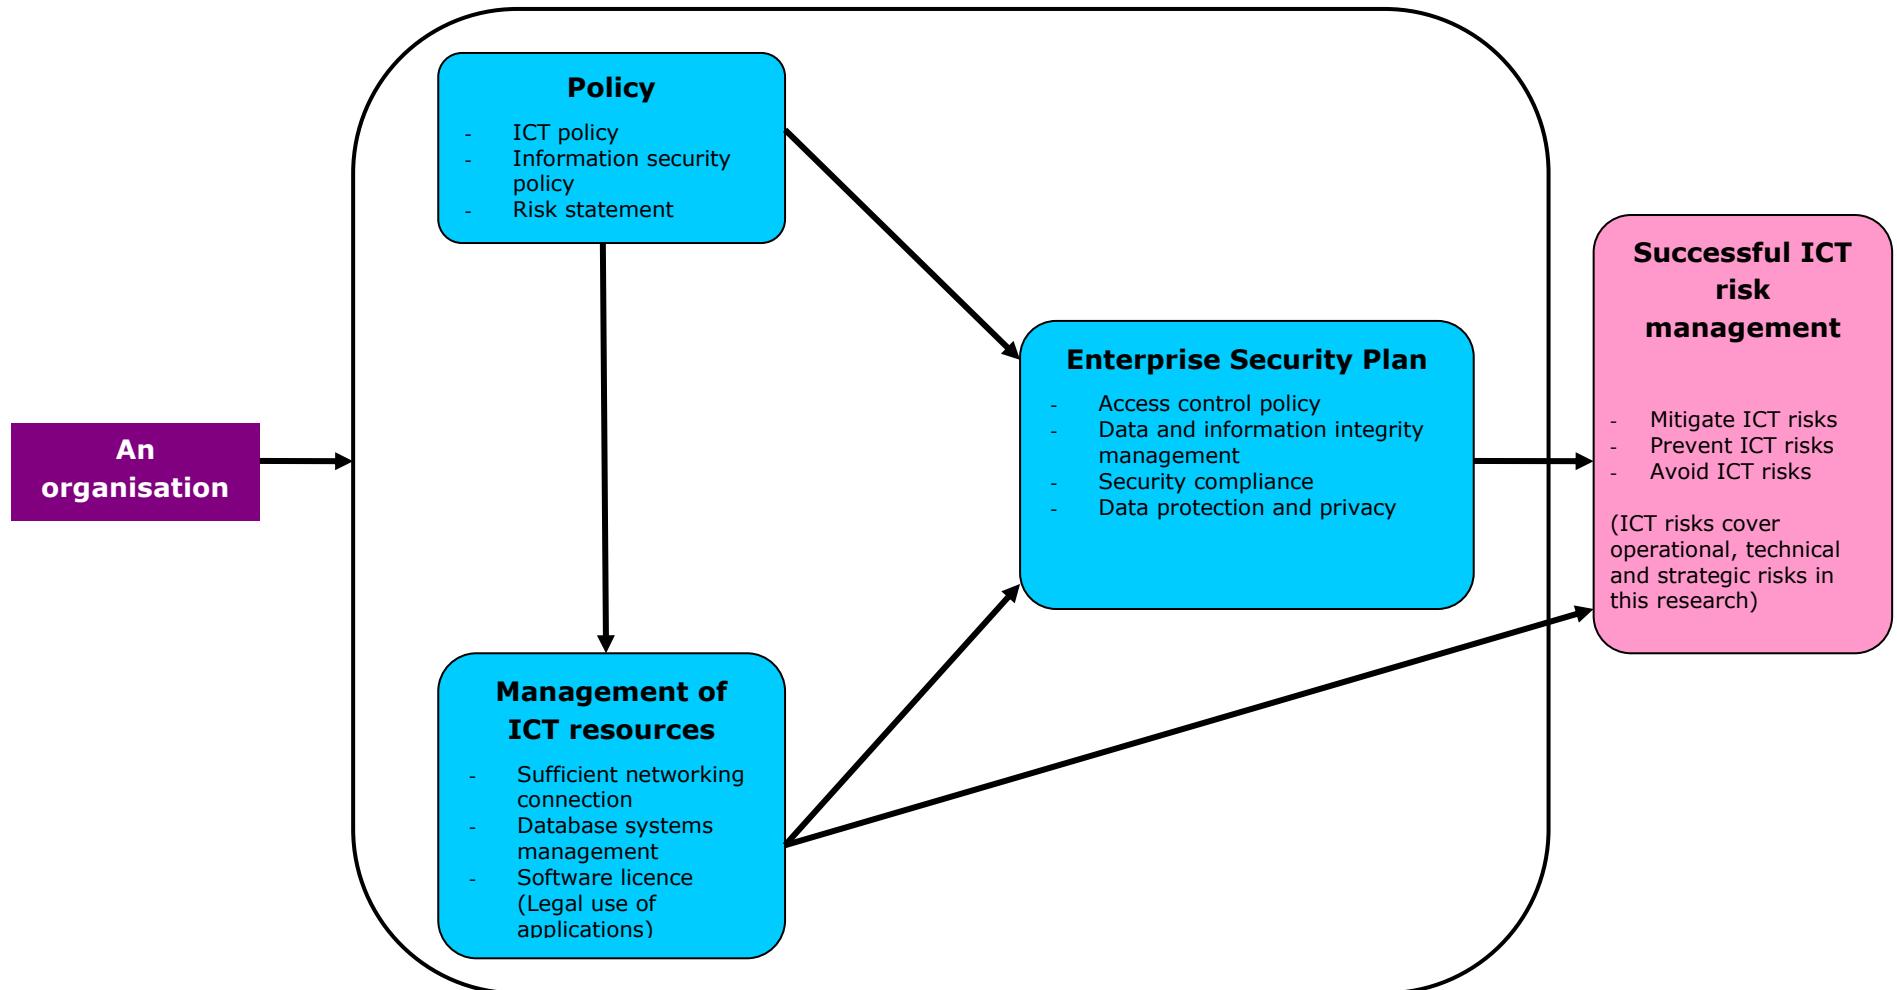 Policy
- ICT policy
- Information security
policy
- Risk statement
An
organisation
Management of
ICT resources
- Sufficient networking
connection
- Database systems
management
- Software licence
(Legal use of
applications)
Enterprise Security Plan
- Access control policy
- Data and information integrity
management
- Security compliance
- Data protection and privacy
Successful ICT
risk
management
- Mitigate ICT risks
- Prevent ICT risks
- Avoid ICT risks
(ICT risks cover
operational, technical
and strategic risks in
this research)